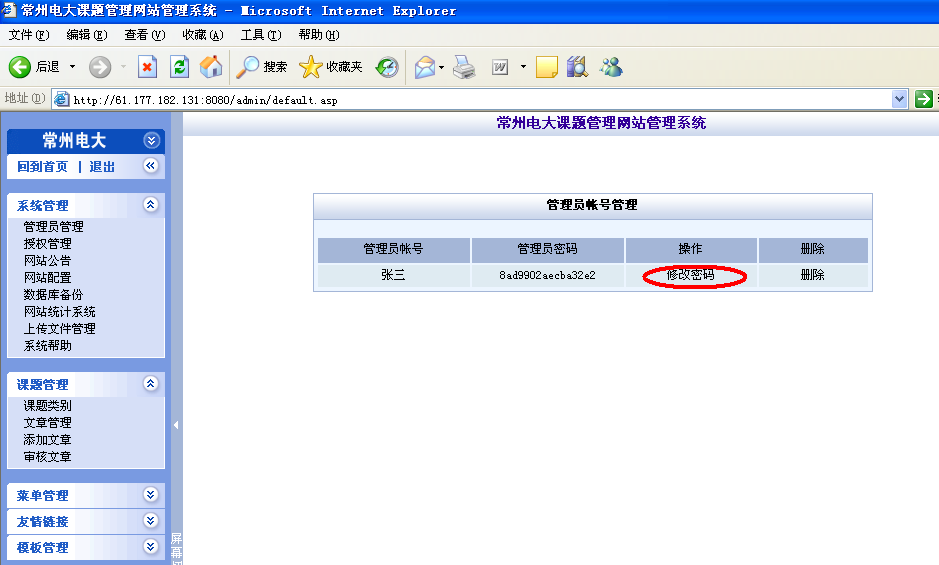 常州电大课题管理网站管理系统 - Microsoft Internet Explorer
文件(F) 编辑(E) 查看(V) 收藏(A) 工具(T) 帮助(H)
后退 搜索 收藏夹
地址(D) http://61.177.182.131:8080/admin/default.asp
常州电大
回到首页 | 退出
系统管理
管理员管理
授权管理
网站公告
网站配置
数据库备份
网站统计系统
上传文件管理
系统帮助
课题管理
课题类别
文章管理
添加文章
审核文章
菜单管理
友情链接
模板管理
屏
幕
常州电大课题管理网站管理系统
管理员帐号管理
管理员帐号 管理员密码 操作 删除
张三 8ad9902aecba32e2 修改密码 删除